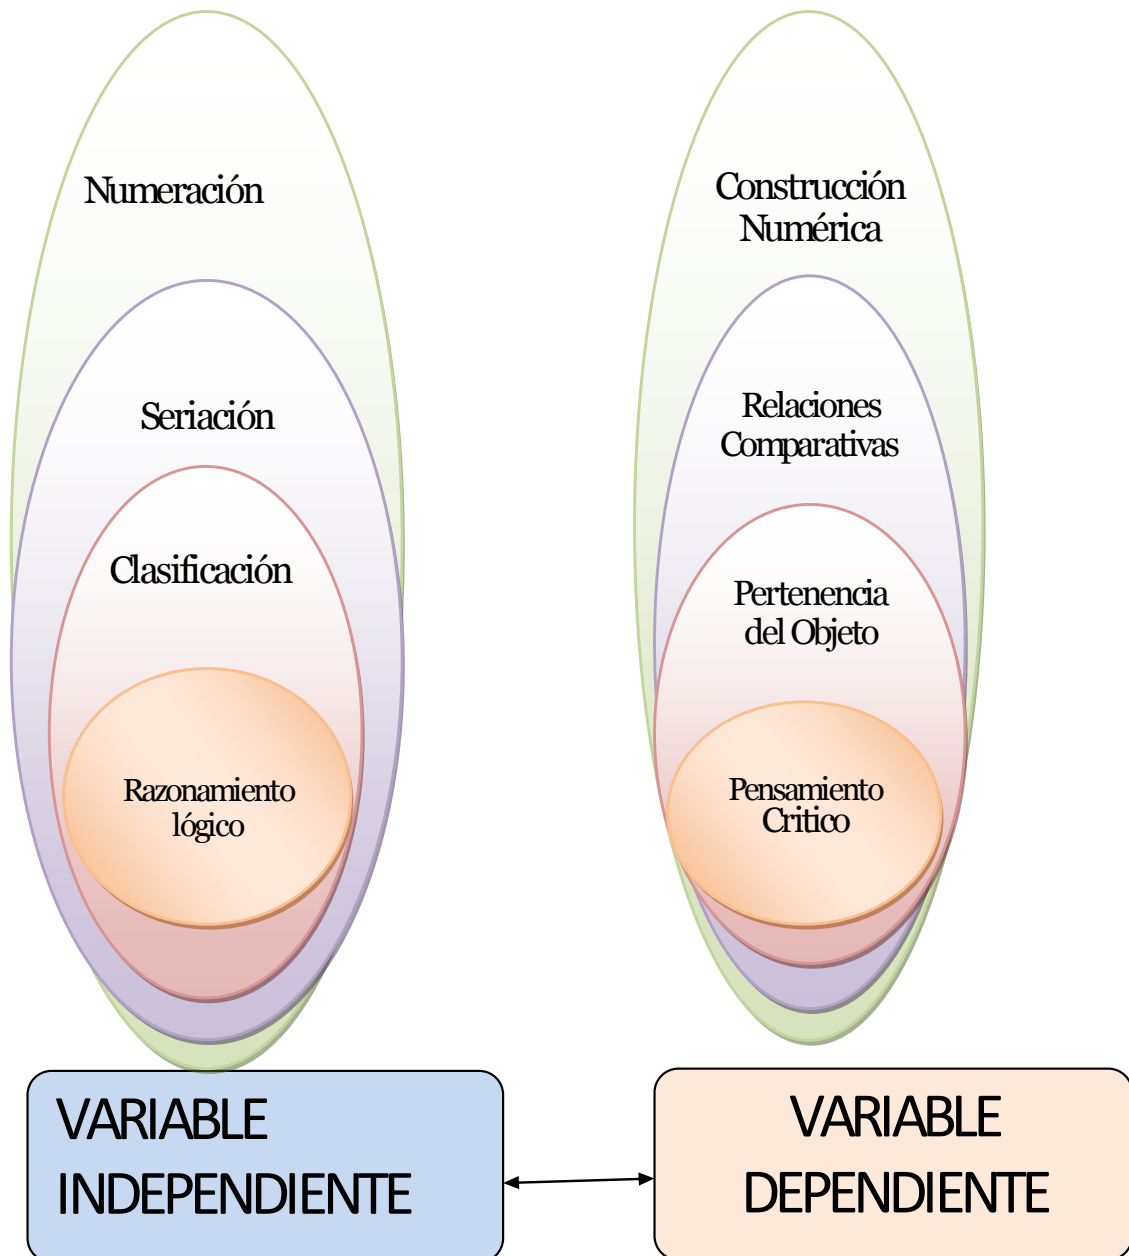 Numeración
Seriación
Clasificación
Razonamiento
lógico
VARIABLE
INDEPENDIENTE
Construcción
Numérica
Relaciones
Comparativas
Pertenencia
del Objeto
Pensamiento
Critico
VARIABLE
DEPENDIENTE